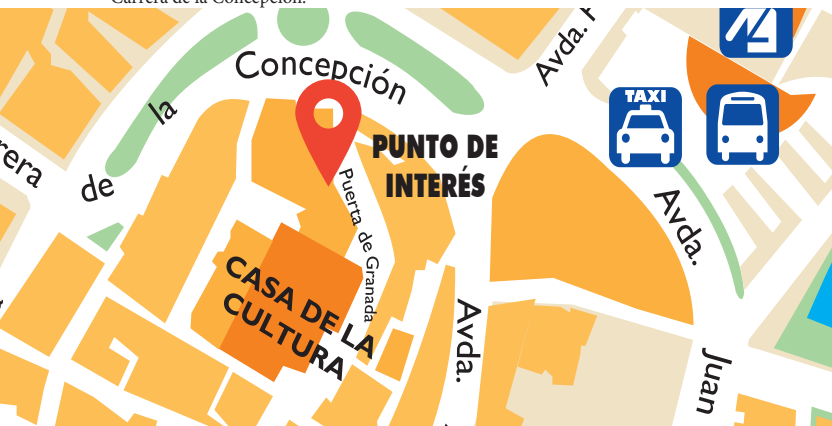 Carrera de la Concepción.
Concepción
Avda.
TAXI
la
PUNTO DE
INTERÉS
rera
de
Puerta de Granada
Avda.
CASA DE LA
CULTURA
Avda.
Juan